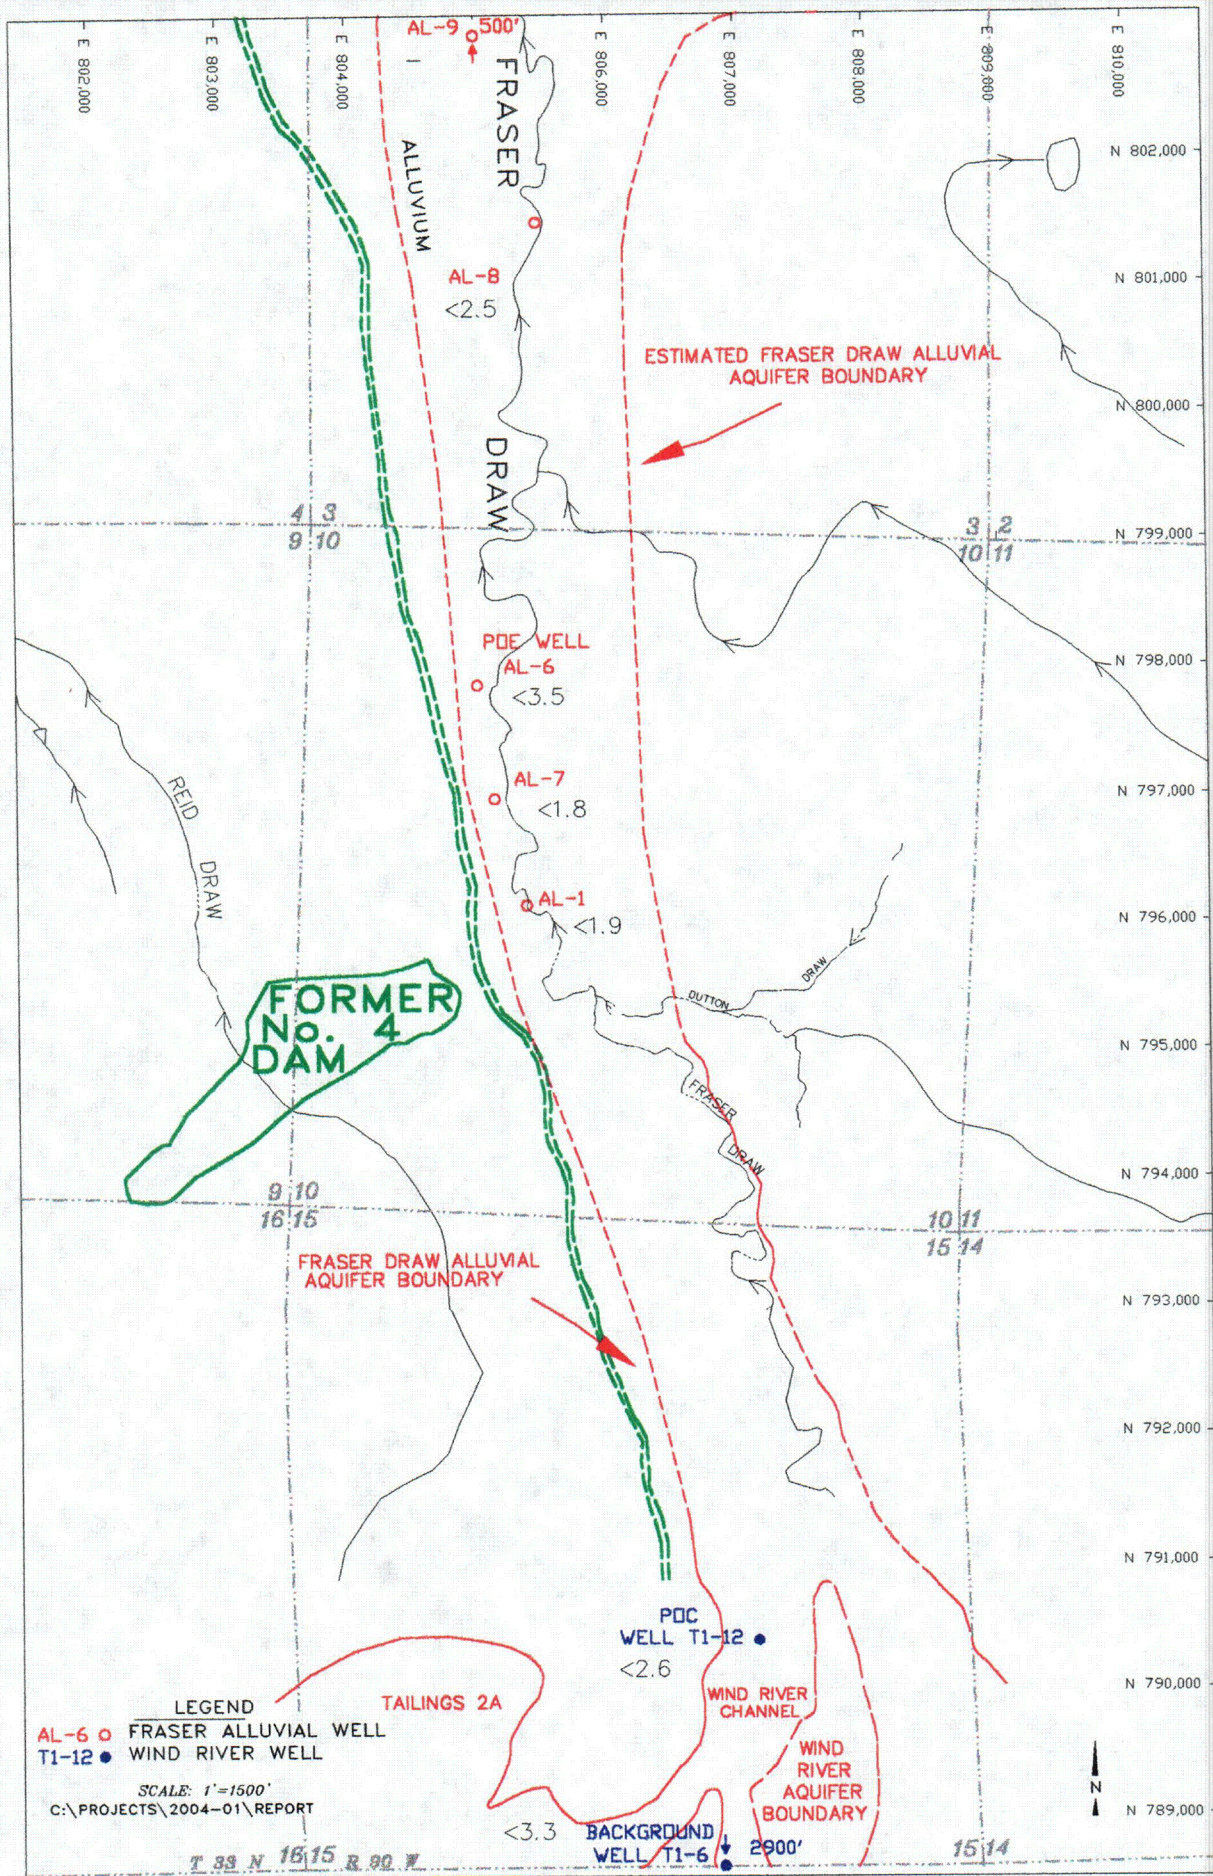 E 802,000
E 803,000
E 804,000
AL-9 500'
E 806,000
E 807,000
E 808,000
E 809,000
E 810,000
FRASER
ALLUVIUM
N 802,000
AL-8
<2.5
N 801,000
ESTIMATED FRASER DRAW ALLUVIAL
AQUIFER BOUNDARY
N 800,000
DRAW
4 3
9 10
3 2
10 11
N 799,000
POE WELL
AL-6
<3.5
N 798,000
AL-7
<1.8
N 797,000
REID
DRAW
AL-1
<1.9
N 796,000
DUTTON
DRAW
FORMER
No. 4
DAM
N 795,000
FRASER
DRAW
N 794,000
9 10
16 15
10 11
15 14
FRASER DRAW ALLUVIAL
AQUIFER BOUNDARY
N 793,000
N 792,000
N 791,000
POC
WELL T1-12
<2.6
N 790,000
TAILINGS 2A
WIND RIVER
CHANNEL
WIND
RIVER
AQUIFER
BOUNDARY
LEGEND
AL-6 FRASER ALLUVIAL WELL
T1-12 WIND RIVER WELL
SCALE: 1'=1500'
C:\PROJECTS\2004-01\REPORT
N
N 789,000
<3.3
BACKGROUND
WELL T1-6
2900'
T 33 N
16 15
R 90 W
15 14